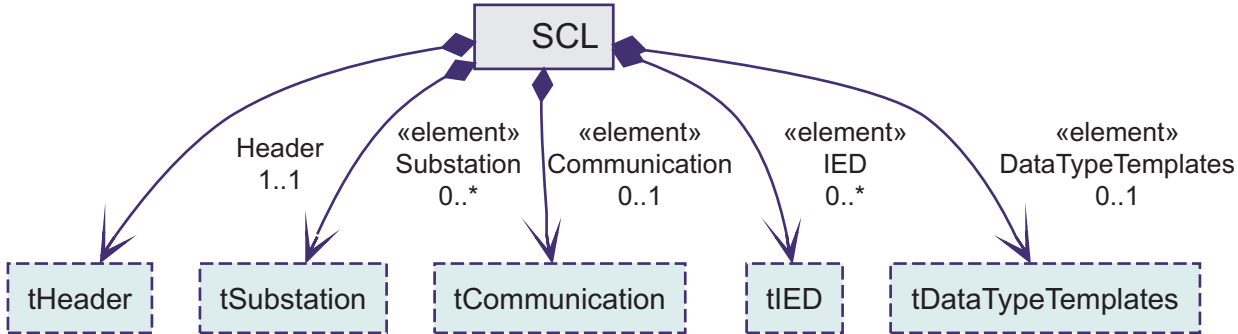 SCL
Header
1..1
«element»
Substation
0..*
«element»
Communication
0..1
«element»
IED
0..*
«element»
DataTypeTemplates
0..1
tHeader
tSubstation
tCommunication
tIED
tDataTypeTemplates